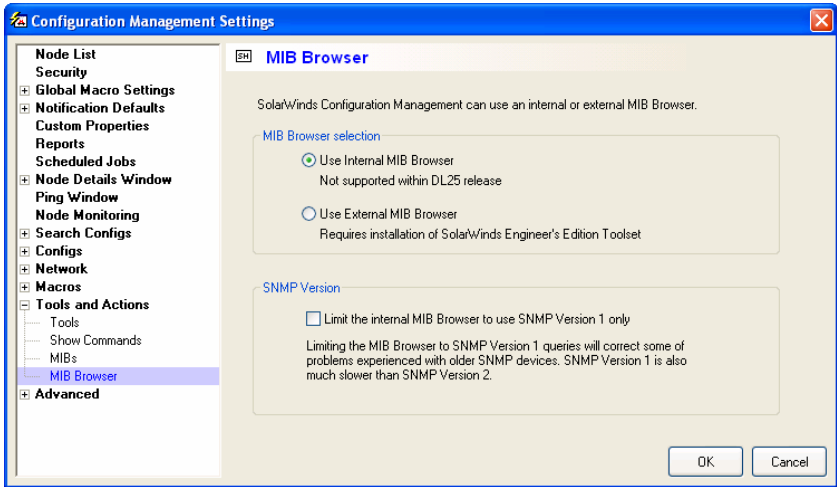 Configuration Management Settings
Node List
Security
Global Macro Settings
Notification Defaults
Custom Properties
Reports
Scheduled Jobs
Node Details Window
Ping Window
Node Monitoring
Search Configs
Configs
Network
Macros
Tools and Actions
Tools
Show Commands
MIBs
MIB Browser
Advanced
SH MIB Browser
SolarWinds Configuration Management can use an internal or external MIB Browser.
MIB Browser selection
Use Internal MIB Browser
Not supported within DL25 release
Use External MIB Browser
Requires installation of SolarWinds Engineer's Edition Toolset
SNMP Version
Limit the internal MIB Browser to use SNMP Version 1 only
Limiting the MIB Browser to SNMP Version 1 queries will correct some of
problems experienced with older SNMP devices. SNMP Version 1 is also
much slower than SNMP Version 2.
OK
Cancel